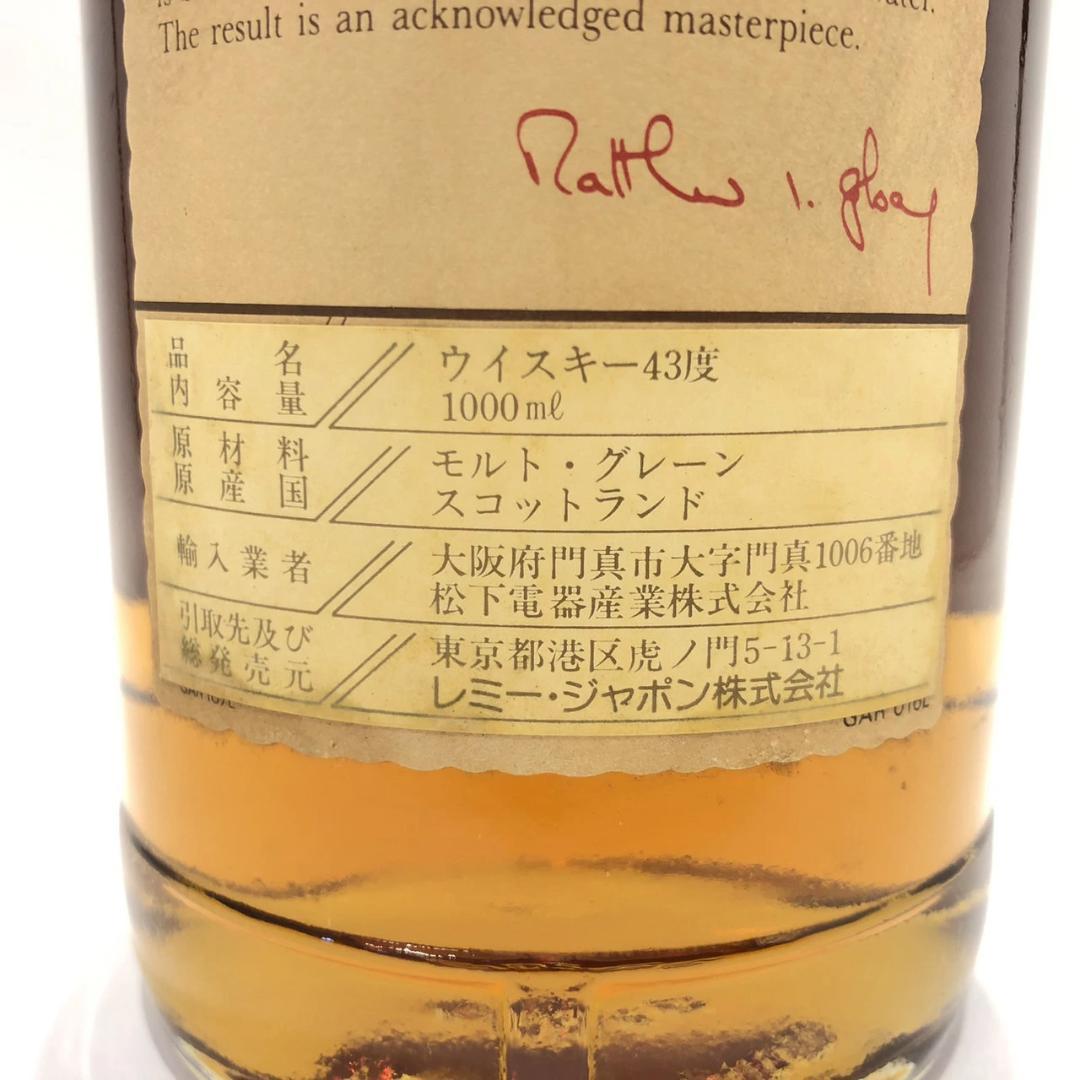 water.
The result is an acknowledged masterpiece.
品名 ウイスキー43度
内容量 1000mℓ
原材料 モルト・グレーン
原産国 スコットランド
輸入業者 大阪府門真市大字門真1006番地
松下電器産業株式会社
引取先及び 東京都港区虎ノ門5-13-1
総発売元 レミー・ジャポン株式会社